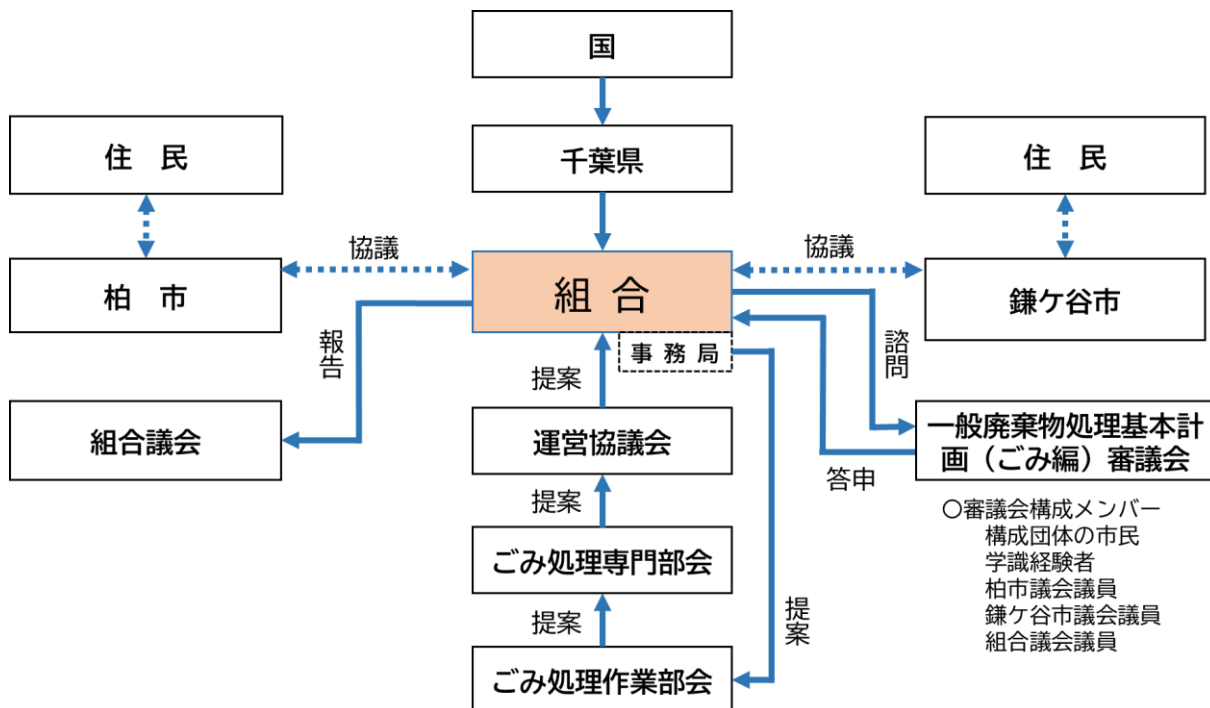 国
住　民
千葉県
住　民
協議
協議
柏　市
組 合
鎌ケ谷市
報告
事 務 局
諮問
提案
組合議会
運営協議会
一般廃棄物処理基本計
画（ごみ編）審議会
答申
提案
〇審議会構成メンバー
構成団体の市民
学識経験者
柏市議会議員
鎌ケ谷市議会議員
組合議会議員
ごみ処理専門部会
提案
提案
ごみ処理作業部会